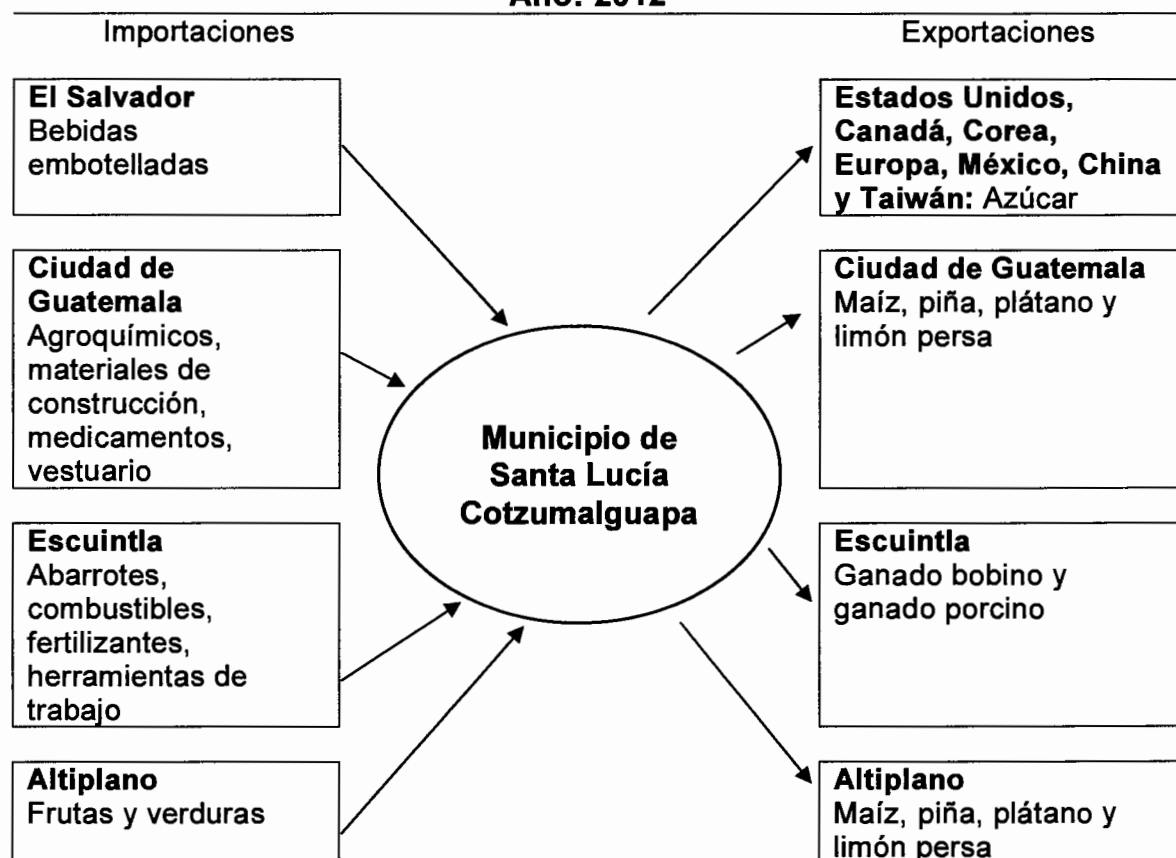 Año: 2012
Importaciones
Exportaciones
El Salvador
Bebidas
embotelladas
Ciudad de
Guatemala
Agroquímicos,
materiales de
construcción,
medicamentos,
vestuario
Escuintla
Abarrotes,
combustibles,
fertilizantes,
herramientas de
trabajo
Altiplano
Frutas y verduras
Municipio de
Santa Lucía
Cotzumalguapa
Estados Unidos,
Canadá, Corea,
Europa, México, China
y Taiwán: Azúcar
Ciudad de Guatemala
Maíz, piña, plátano y
limón persa
Escuintla
Ganado bobino y
ganado porcino
Altiplano
Maíz, piña, plátano y
limón persa